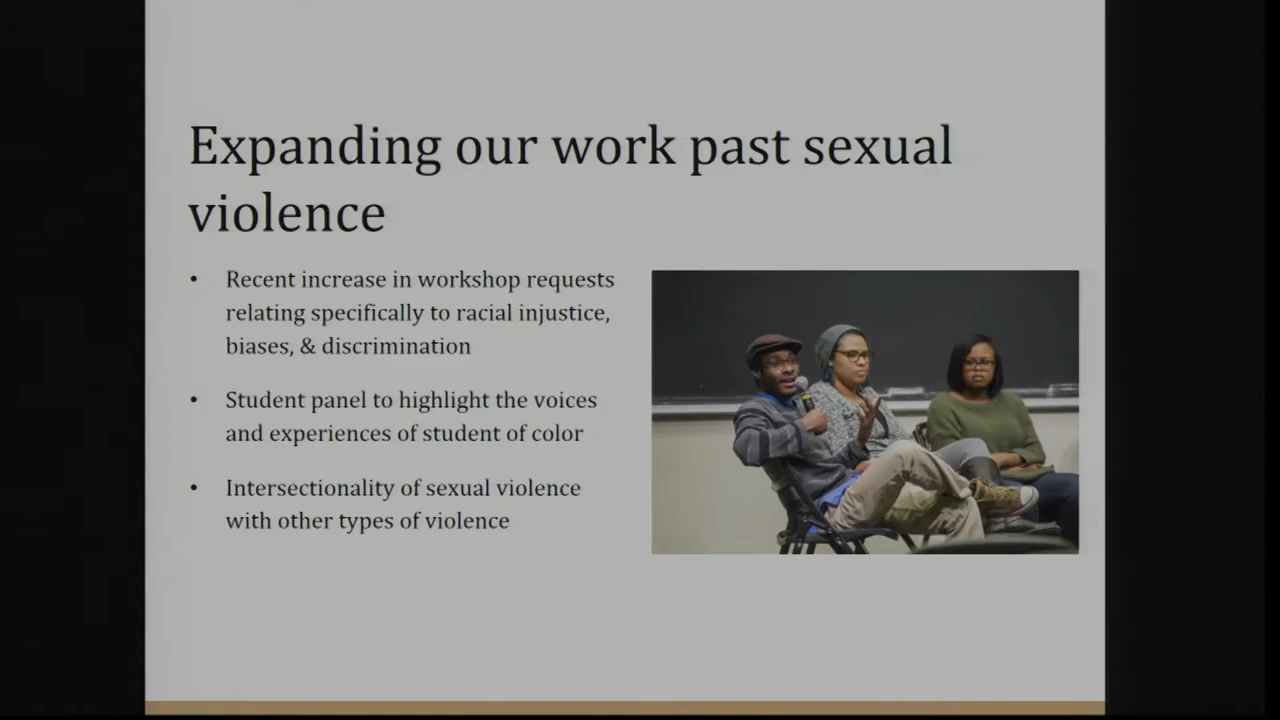 Expanding our work past sexual
violence
• Recent increase in workshop requests
relating specifically to racial injustice,
biases, & discrimination
• Student panel to highlight the voices
and experiences of student of color
• Intersectionality of sexual violence
with other types of violence